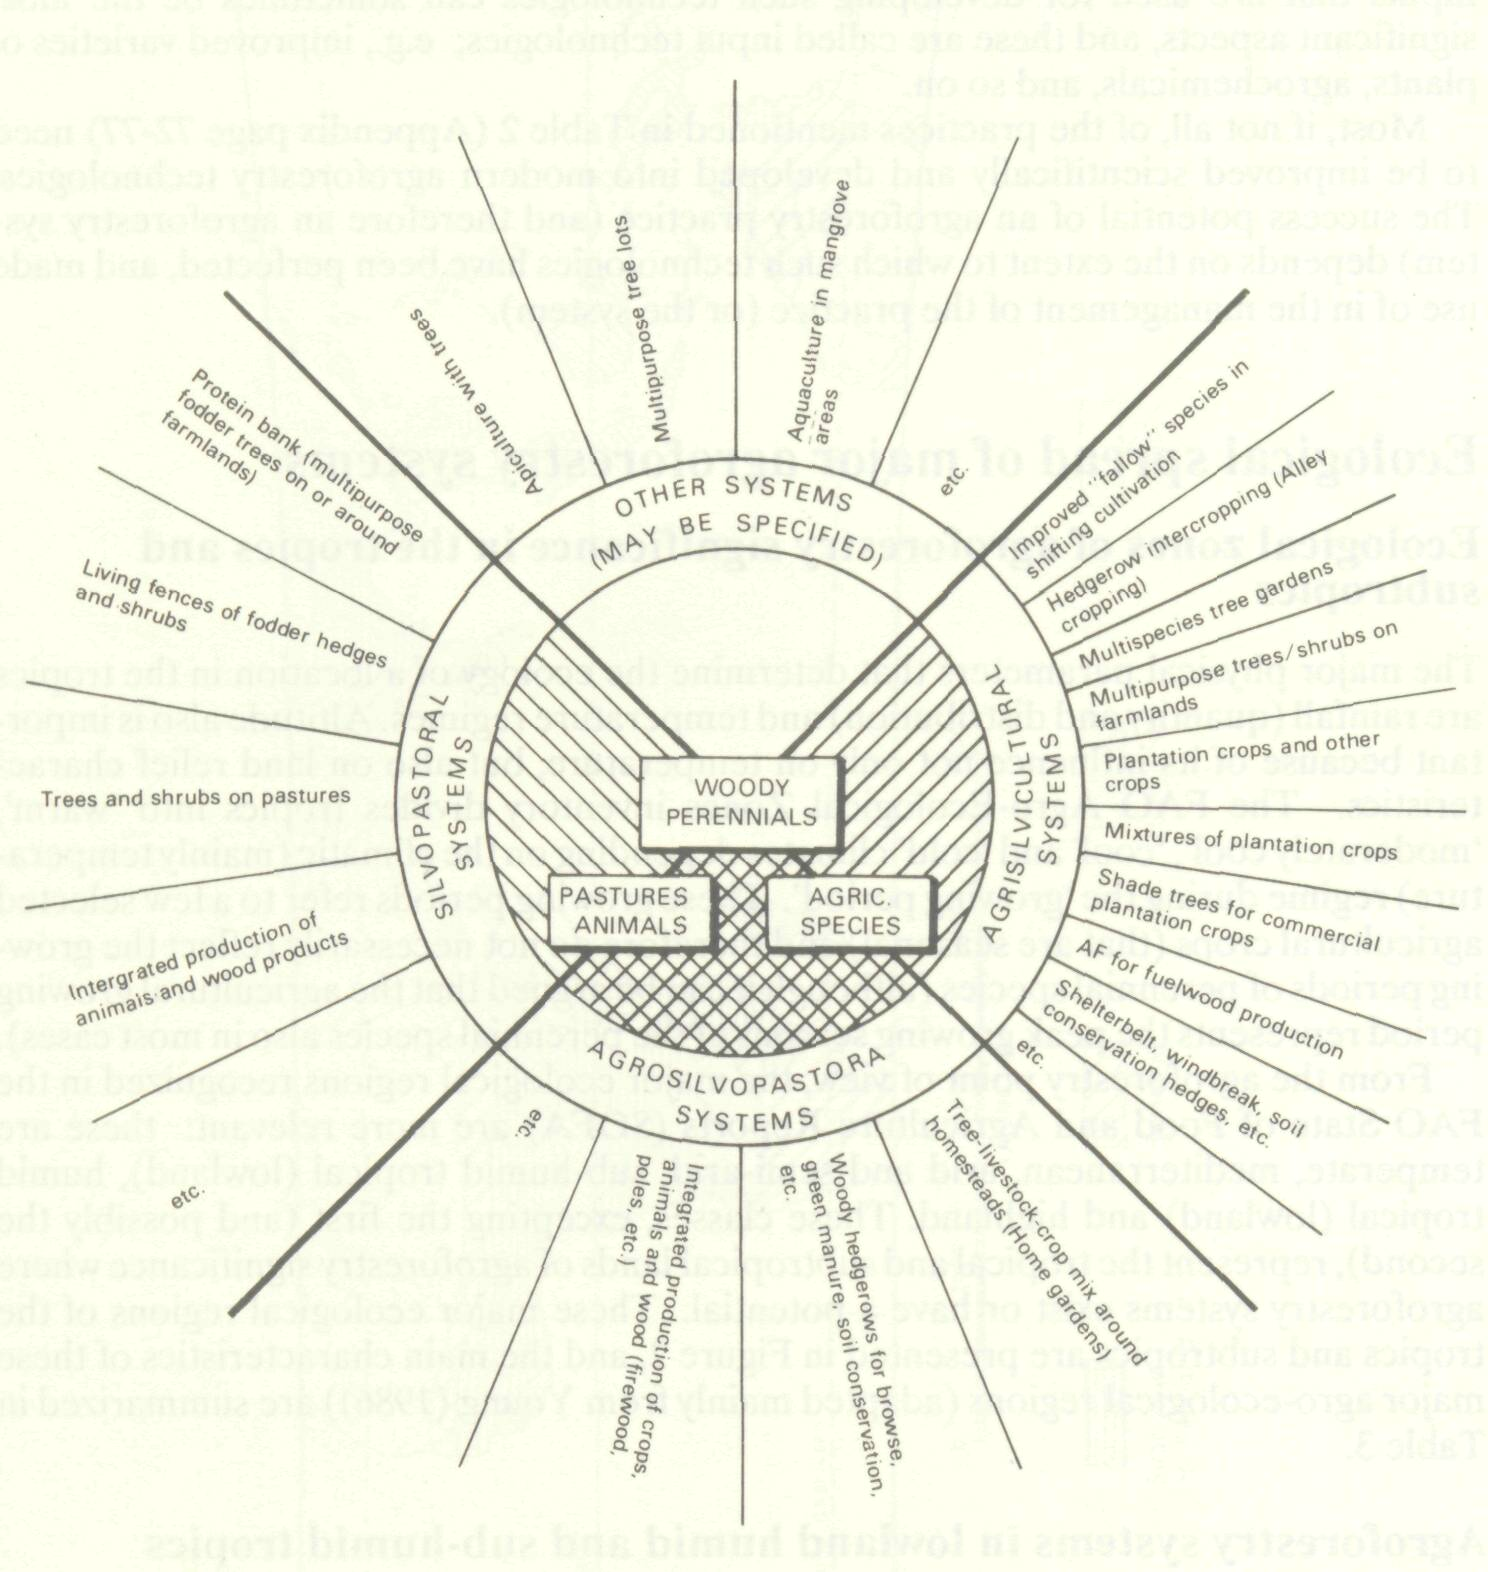 OTHER SYSTEMS
(MAY BE SPECIFIED)
Apiculture with trees
Multipurpose tree lots
Aquaculture in mangrove
areas
etc.
AGRISILVICULTURAL
SYSTEMS
Improved "fallow" species in
shifting cultivation
Hedgerow intercropping (Alley
cropping)
Multispecies tree gardens
Multipurpose trees/shrubs on
farmlands
Plantation crops and other
crops
Mixtures of plantation crops
Shade trees for commercial
plantation crops
AF for fuelwood production
Shelterbelt, windbreak, soil
conservation hedges, etc.
etc.
AGROSILVOPASTORA
SYSTEMS
Tree-livestock-crop mix around
homesteads (Home gardens)
Woody hedgerows for browse,
green manure, soil conservation,
etc.
Integrated production of crops,
animals and wood (firewood,
poles, etc.)
etc.
SILVOPASTORAL
SYSTEMS
Protein bank (multipurpose
fodder trees on or around
farmlands)
Living fences of fodder hedges
and shrubs
Trees and shrubs on pastures
Intergrated production of
animals and wood products
etc.
WOODY
PERENNIALS
PASTURES
ANIMALS
AGRIC.
SPECIES